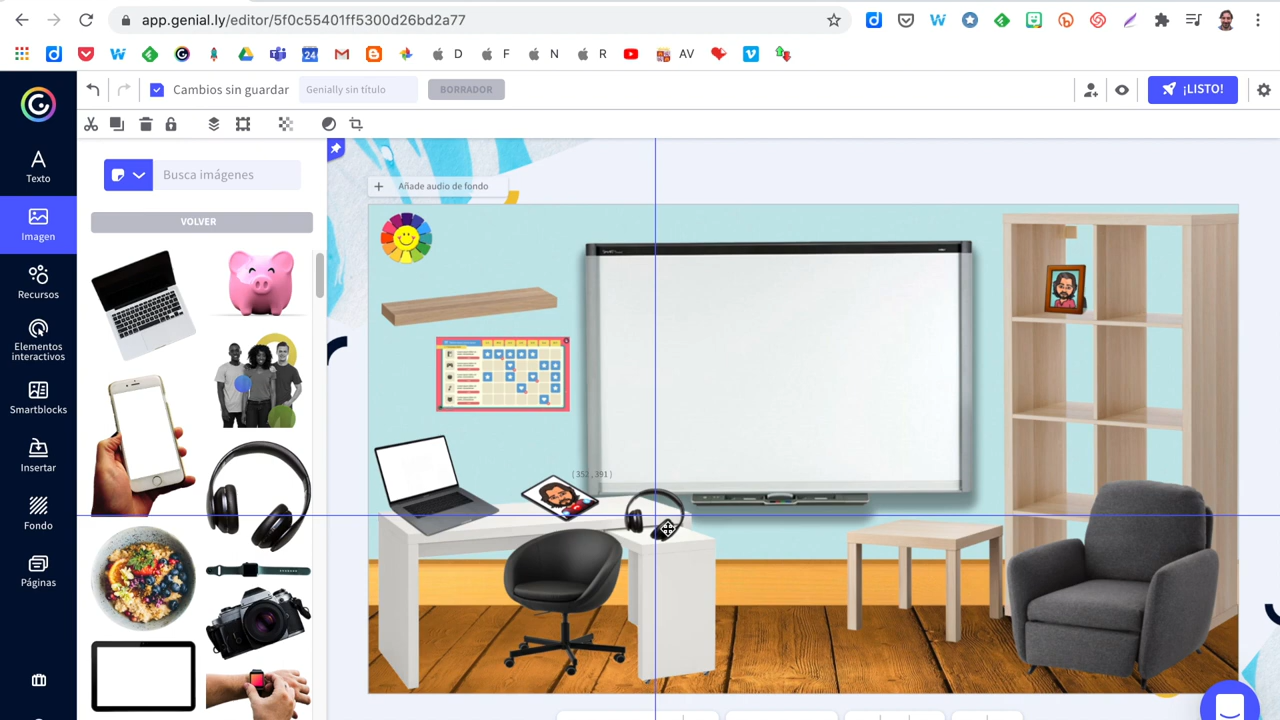 app.genial.ly/editor/5f0c55401ff5300d26bd2a77
W
24
D
F
N
R
AV
Cambios sin guardar
Genially sin título
BORRADOR
¡LISTO!
Texto
Imagen
Recursos
Elementos
interactivos
Smartblocks
Insertar
Fondo
Páginas
Busca imágenes
VOLVER
Añade audio de fondo